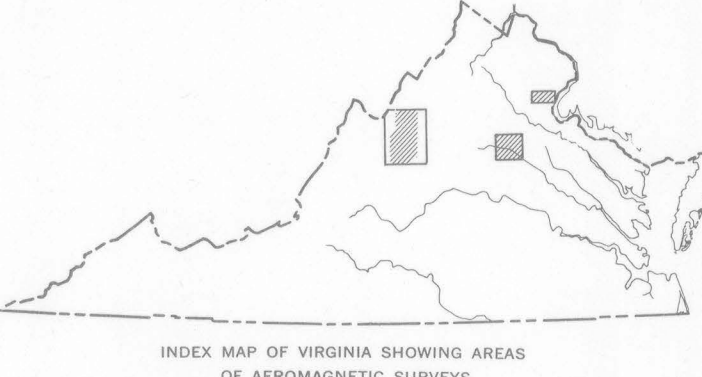 INDEX MAP OF VIRGINIA SHOWING AREAS
OF AEROMAGNETIC SURVEYS